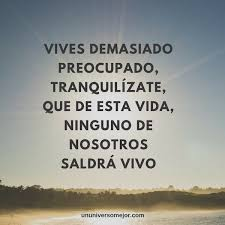 VIVES DEMASIADO
PREOCUPADO,
TRANQUILÍZATE,
QUE DE ESTA VIDA,
NINGUNO DE
NOSOTROS
SALDRÁ VIVO
ununiversomejor.com